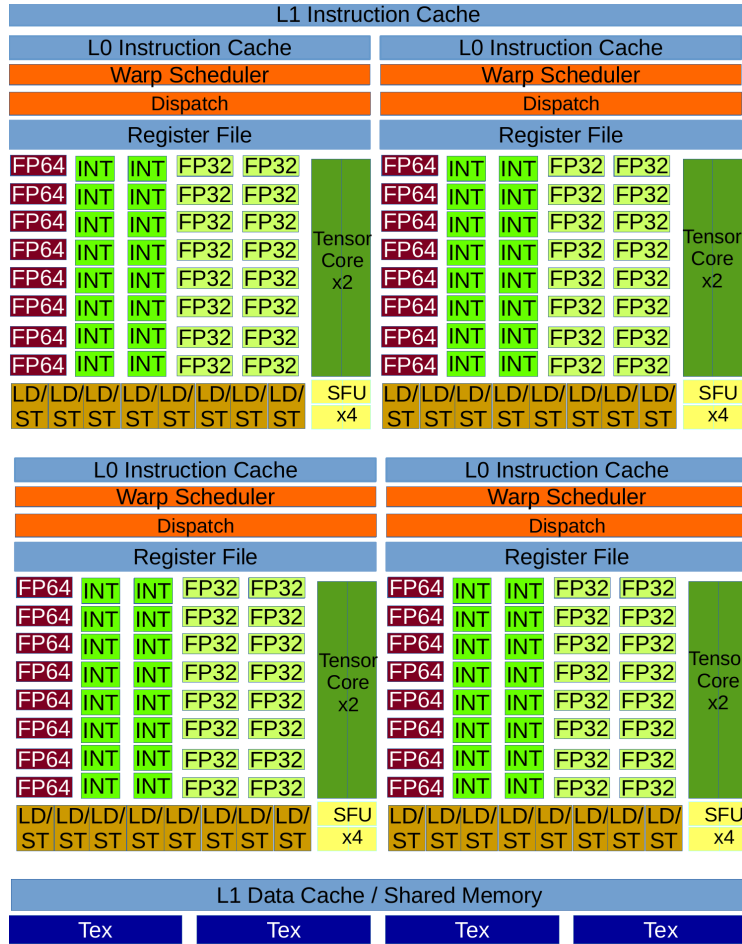 L1 Instruction Cache
L0 Instruction Cache
Warp Scheduler
Dispatch
Register File
FP64 INT INT FP32 FP32
FP64 INT INT FP32 FP32
FP64 INT INT FP32 FP32
FP64 INT INT FP32 FP32
FP64 INT INT FP32 FP32
FP64 INT INT FP32 FP32
FP64 INT INT FP32 FP32
FP64 INT INT FP32 FP32
Tensor
Core
x2
LD/ LD/ LD/ LD/ LD/ LD/ LD/ LD/
ST ST ST ST ST ST ST ST
SFU
x4
L0 Instruction Cache
Warp Scheduler
Dispatch
Register File
FP64 INT INT FP32 FP32
FP64 INT INT FP32 FP32
FP64 INT INT FP32 FP32
FP64 INT INT FP32 FP32
FP64 INT INT FP32 FP32
FP64 INT INT FP32 FP32
FP64 INT INT FP32 FP32
FP64 INT INT FP32 FP32
Tensor
Core
x2
LD/ LD/ LD/ LD/ LD/ LD/ LD/ LD/
ST ST ST ST ST ST ST ST
SFU
x4
L0 Instruction Cache
Warp Scheduler
Dispatch
Register File
FP64 INT INT FP32 FP32
FP64 INT INT FP32 FP32
FP64 INT INT FP32 FP32
FP64 INT INT FP32 FP32
FP64 INT INT FP32 FP32
FP64 INT INT FP32 FP32
FP64 INT INT FP32 FP32
FP64 INT INT FP32 FP32
Tensor
Core
x2
LD/ LD/ LD/ LD/ LD/ LD/ LD/ LD/
ST ST ST ST ST ST ST ST
SFU
x4
L0 Instruction Cache
Warp Scheduler
Dispatch
Register File
FP64 INT INT FP32 FP32
FP64 INT INT FP32 FP32
FP64 INT INT FP32 FP32
FP64 INT INT FP32 FP32
FP64 INT INT FP32 FP32
FP64 INT INT FP32 FP32
FP64 INT INT FP32 FP32
FP64 INT INT FP32 FP32
Tenso
Core
x2
LD/ LD/ LD/ LD/ LD/ LD/ LD/ LD/
ST ST ST ST ST ST ST ST
SFU
x4
L1 Data Cache / Shared Memory
Tex Tex Tex Tex